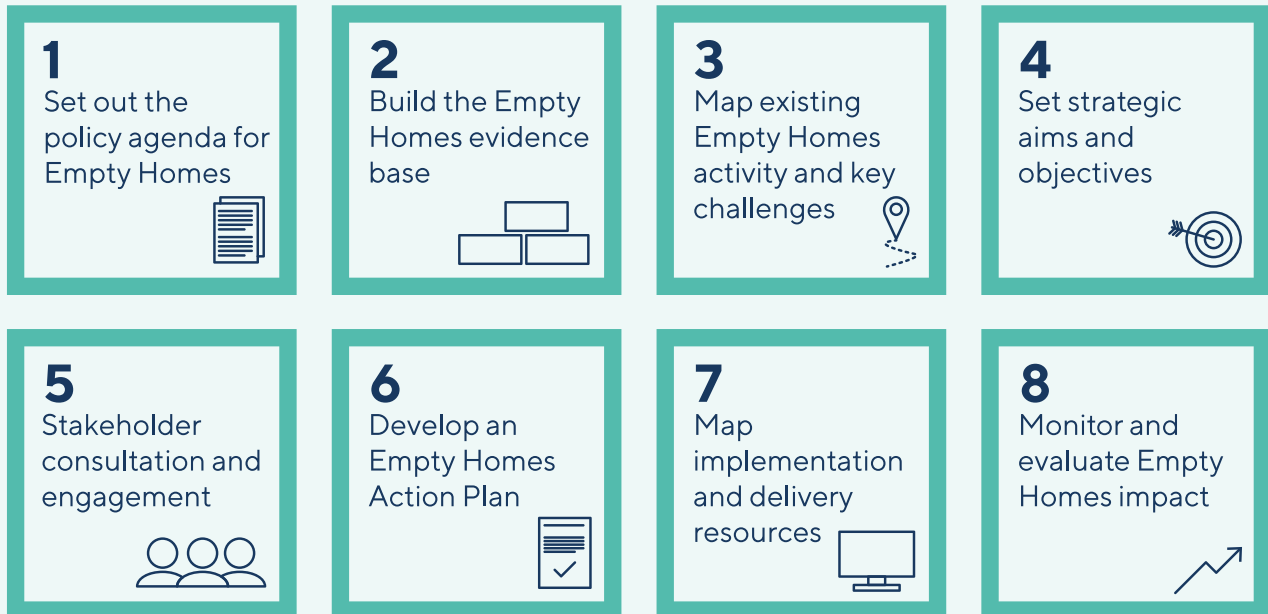 1
Set out the
policy agenda for
Empty Homes
2
Build the Empty
Homes evidence
base
3
Map existing
Empty Homes
activity and key
challenges
4
Set strategic
aims and
objectives
5
Stakeholder
consultation and
engagement
6
Develop an
Empty Homes
Action Plan
7
Map
implementation
and delivery
resources
8
Monitor and
evaluate Empty
Homes impact